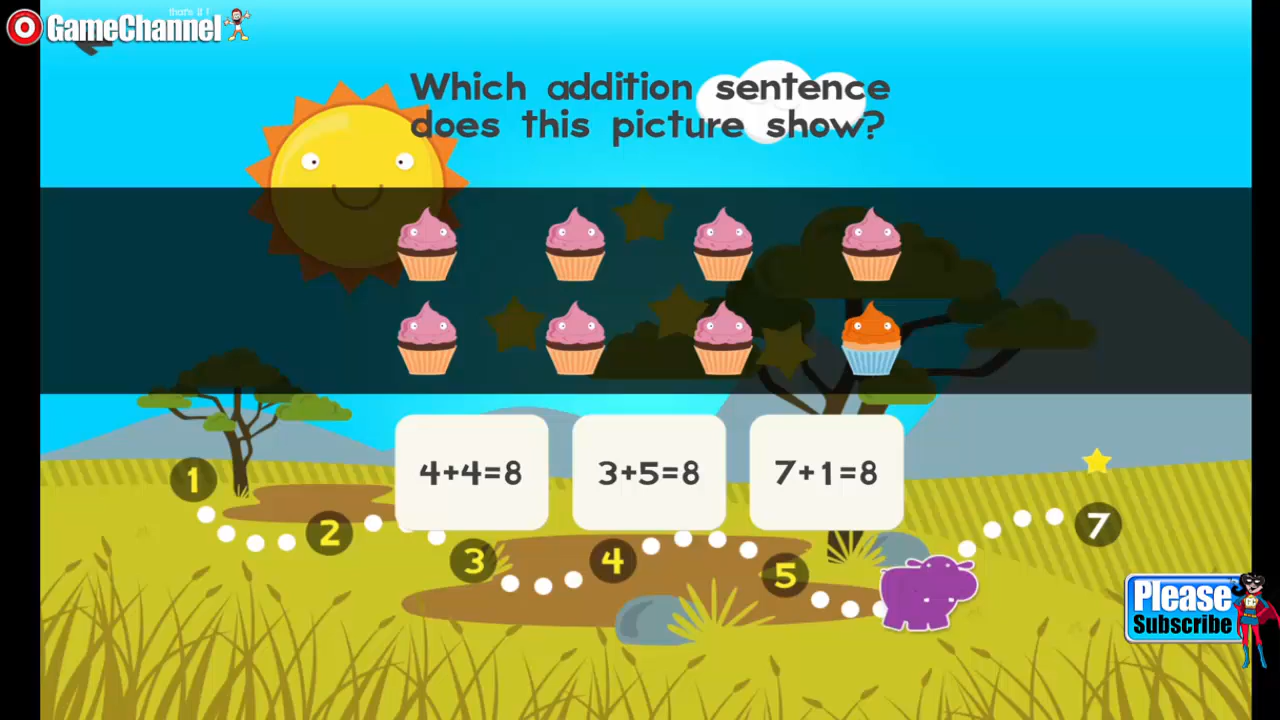 that's it !
GameChannel
Which addition sentence
does this picture show?
4+4=8
3+5=8
7+1=8
1
2
3
4
5
7
Please
Subscribe